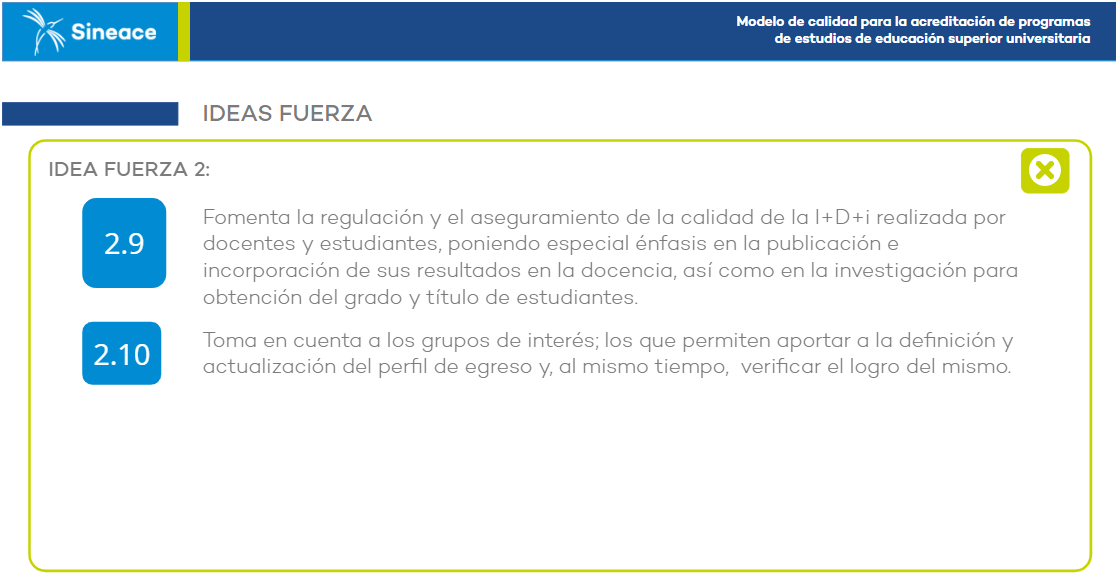 Sineace
Modelo de calidad para la acreditación de programas
de estudios de educación superior universitaria
IDEAS FUERZA
IDEA FUERZA 2:
2.9
Fomenta la regulación y el aseguramiento de la calidad de la I+D+i realizada por
docentes y estudiantes, poniendo especial énfasis en la publicación e
incorporación de sus resultados en la docencia, así como en la investigación para
obtención del grado y título de estudiantes.
2.10
Toma en cuenta a los grupos de interés; los que permiten aportar a la definición y
actualización del perfil de egreso y, al mismo tiempo, verificar el logro del mismo.